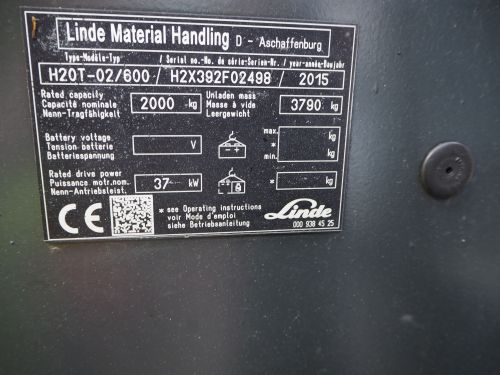 Linde Material Handling D - Aschaffenburg
Type-Modèle-Typ / Serial no.-No. de série-Serien-Nr. / year-année-Baujahr
H20T-02/600 / H2X392F02498 / 2015
Rated capacity
Capacité nominale 2000 kg
Nenn-Tragfähigkeit
Unladen mass
Masse à vide 3790 kg
Leergewicht
Battery voltage
Tension batterie V
Batteriespannung
max. kg
*
min. kg
Rated drive power
Puissance motr.nom. 37 kW
Nenn-Antriebsleist.
* kg
CE
* see Operating instructions
voir Mode d'emploi
siehe Betriebsanleitung
Linde
000 938 45 25